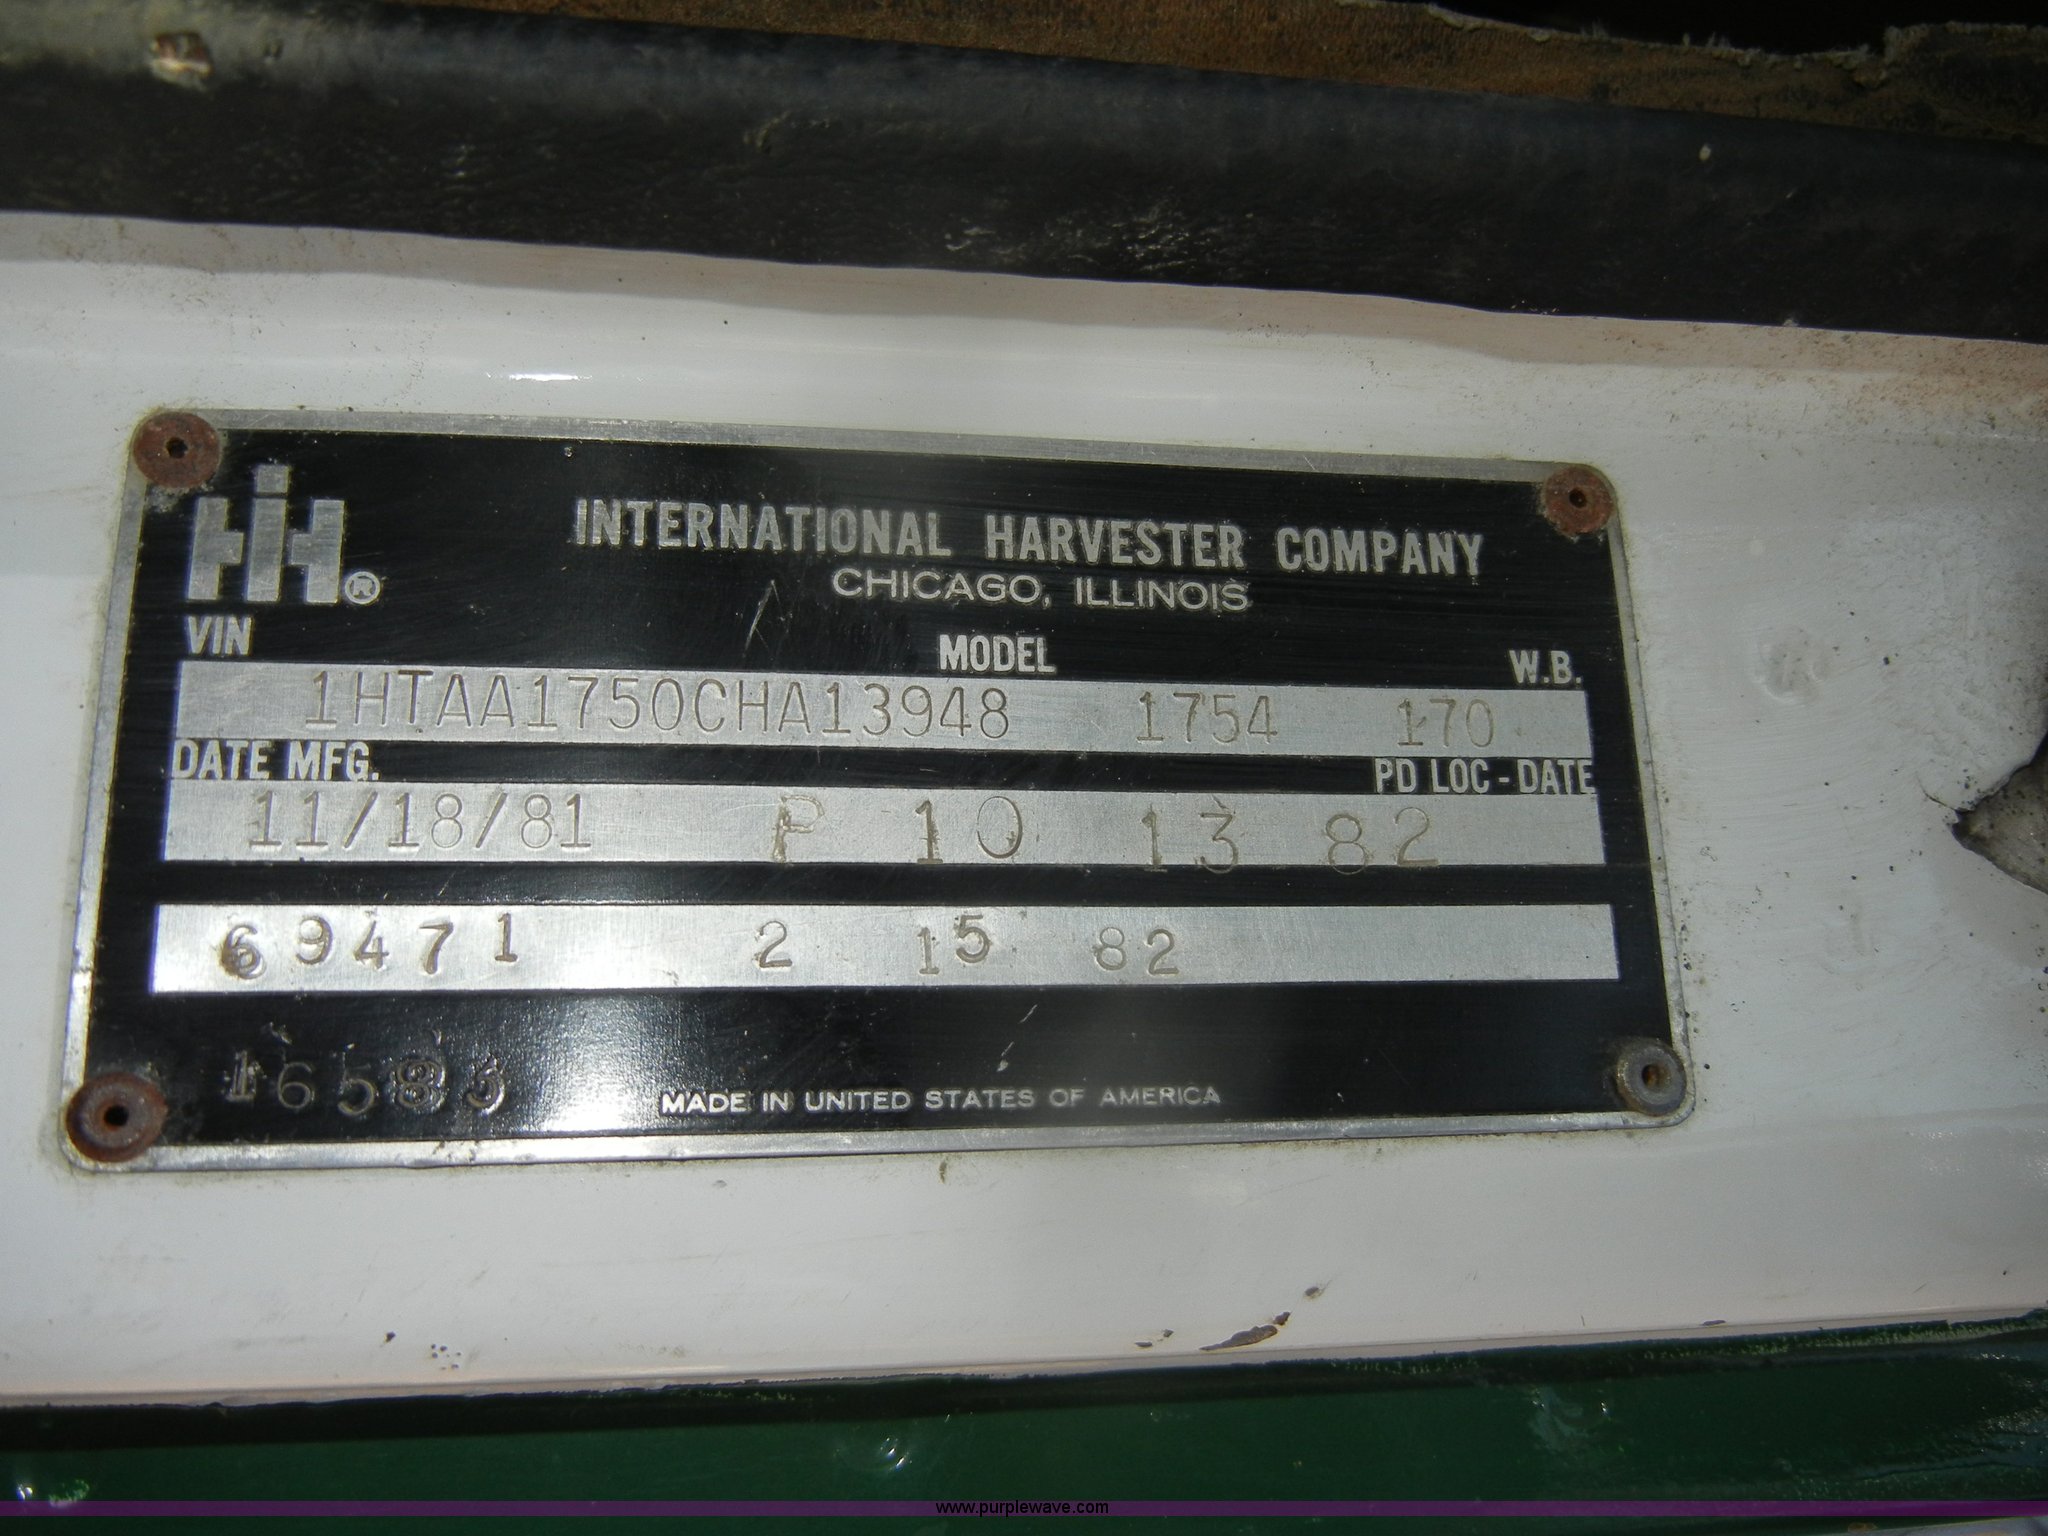 IH®
INTERNATIONAL HARVESTER COMPANY
CHICAGO, ILLINOIS
VIN MODEL W.B.
1HTAA1750CHA13948 1754 170
DATE MFG. PD LOC - DATE
11/18/81 P 10 13 82
69471 2 15 82
MADE IN UNITED STATES OF AMERICA
www.purplewave.com